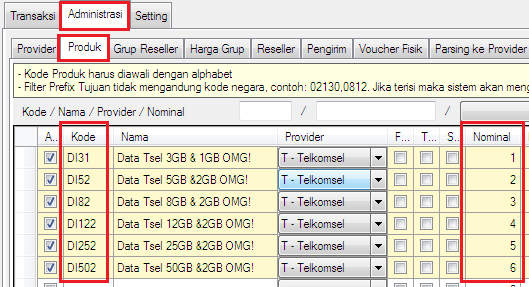 Transaksi Administrasi Setting
Provider Produk Grup Reseller Harga Grup Reseller Pengirim Voucher Fisik Parsing ke Provider
- Kode Produk harus diawali dengan alphabet
- Filter Prefix Tujuan tidak mengandung kode negara, contoh: 02130,0812. Jika terisi maka sistem akan meng
Kode / Nama / Provider / Nominal / /
A.. Kode Nama Provider F... T... S... Nominal
DI31 Data Tsel 3GB & 1GB OMG! T - Telkomsel 1
DI52 Data Tsel 5GB &2GB OMG! T - Telkomsel 2
DI82 Data Tsel 8GB & 2GB OMG! T - Telkomsel 3
DI122 Data Tsel 12GB &2GB OMG! T - Telkomsel 4
DI252 Data Tsel 25GB &2GB OMG! T - Telkomsel 5
DI502 Data Tsel 50GB &2GB OMG! T - Telkomsel 6